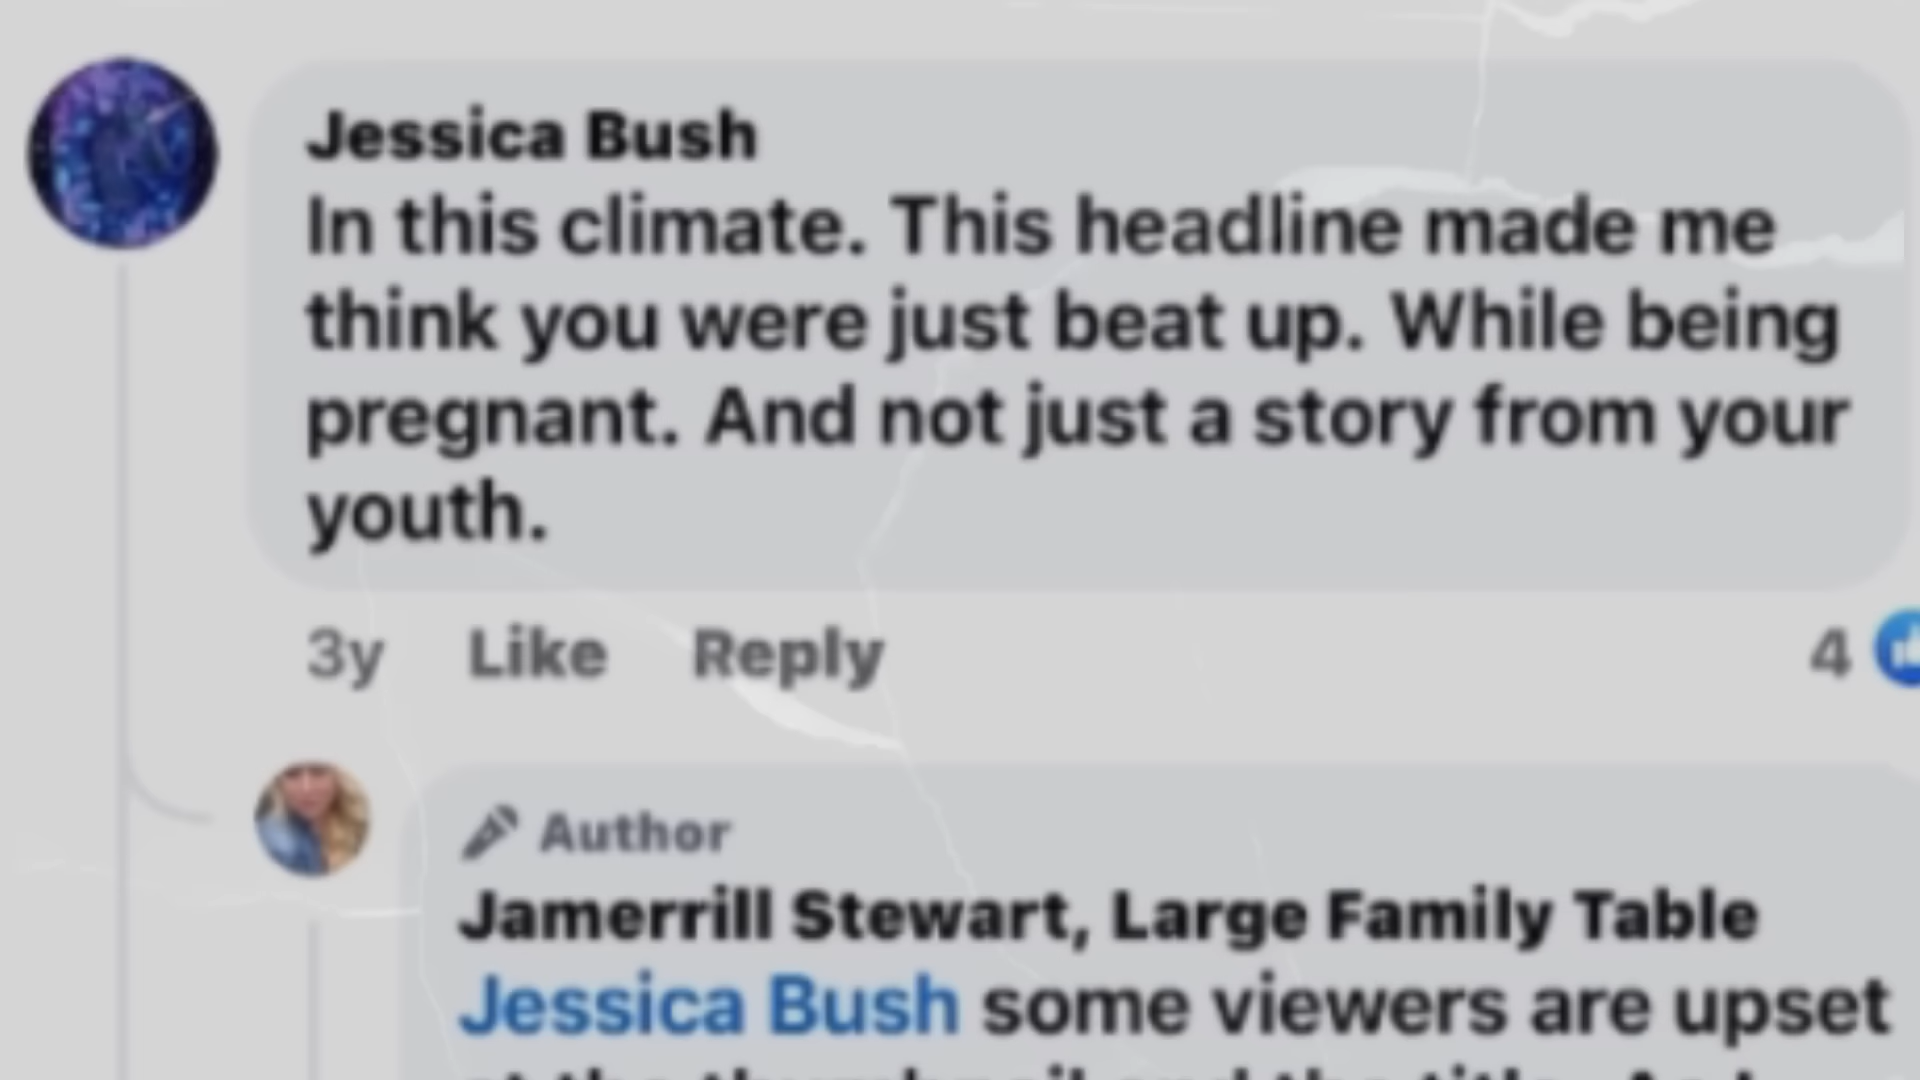 Jessica Bush
In this climate. This headline made me
think you were just beat up. While being
pregnant. And not just a story from your
youth.
3y Like Reply 4
Author
Jamerrill Stewart, Large Family Table
Jessica Bush some viewers are upset